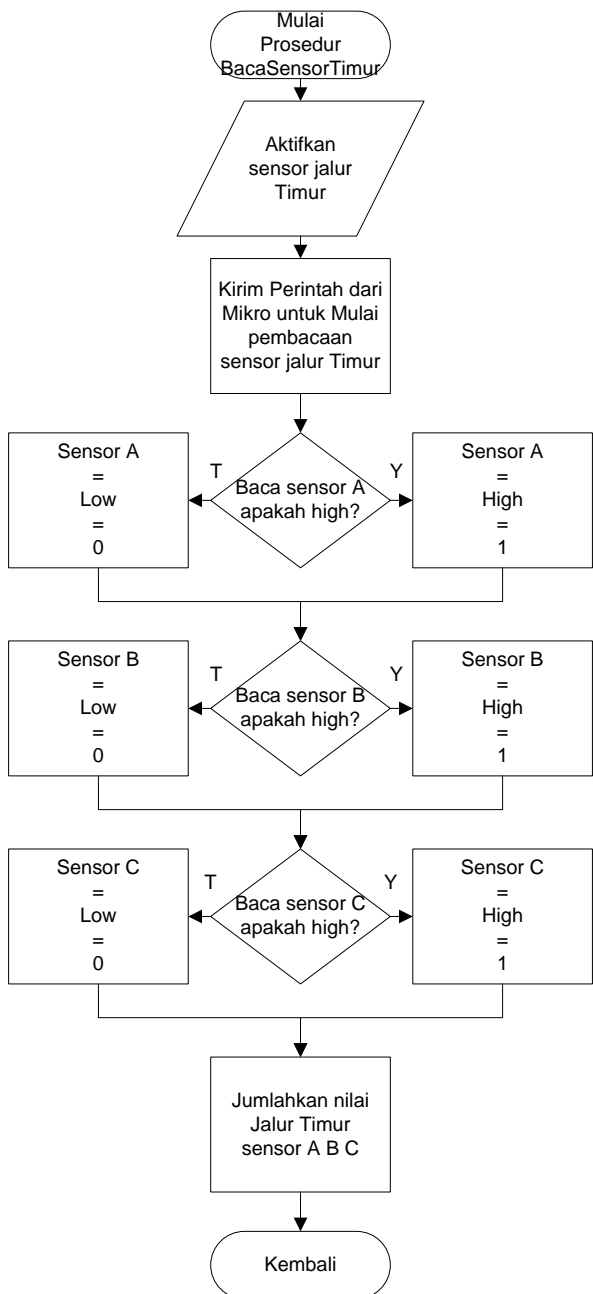 Mulai
Prosedur
BacaSensorTimur
Aktifkan
sensor jalur
Timur
Kirim Perintah dari
Mikro untuk Mulai
pembacaan
sensor jalur Timur
Sensor A
=
Low
=
0
T
Baca sensor A
apakah high?
Y
Sensor A
=
High
=
1
Sensor B
=
Low
=
0
T
Baca sensor B
apakah high?
Y
Sensor B
=
High
=
1
Sensor C
=
Low
=
0
T
Baca sensor C
apakah high?
Y
Sensor C
=
High
=
1
Jumlahkan nilai
Jalur Timur
sensor A B C
Kembali